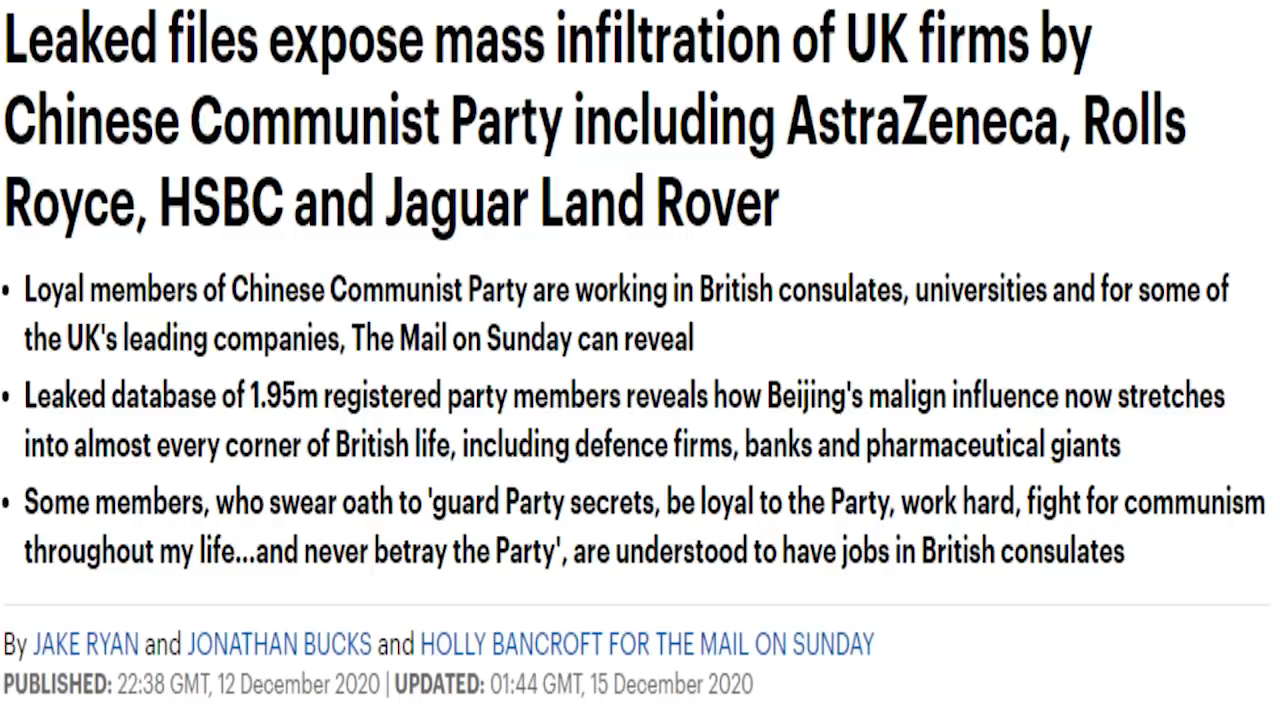 Leaked files expose mass infiltration of UK firms by
Chinese Communist Party including AstraZeneca, Rolls
Royce, HSBC and Jaguar Land Rover
• Loyal members of Chinese Communist Party are working in British consulates, universities and for some of
the UK's leading companies, The Mail on Sunday can reveal
• Leaked database of 1.95m registered party members reveals how Beijing's malign influence now stretches
into almost every corner of British life, including defence firms, banks and pharmaceutical giants
• Some members, who swear oath to 'guard Party secrets, be loyal to the Party, work hard, fight for communism
throughout my life...and never betray the Party', are understood to have jobs in British consulates
By JAKE RYAN and JONATHAN BUCKS and HOLLY BANCROFT FOR THE MAIL ON SUNDAY
PUBLISHED: 22:38 GMT, 12 December 2020 | UPDATED: 01:44 GMT, 15 December 2020